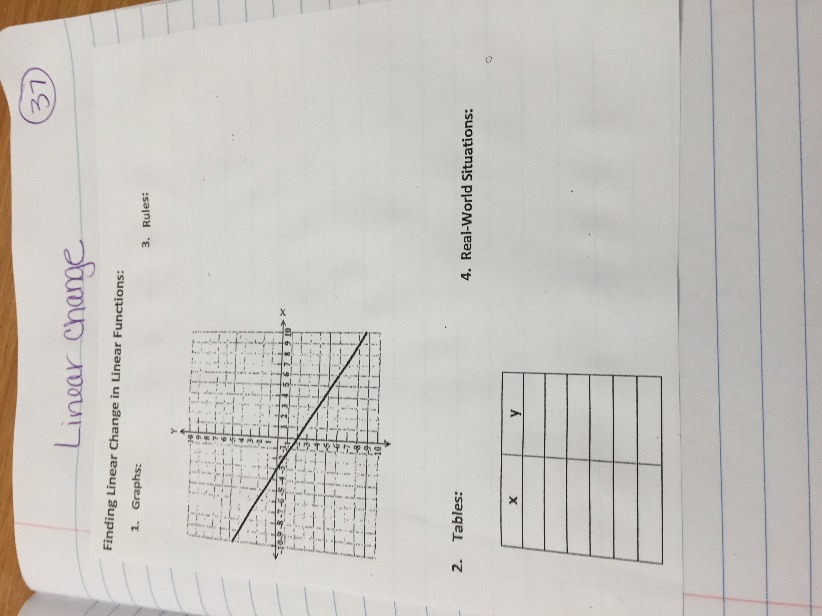 37
Linear Change
Finding Linear Change in Linear Functions:
1. Graphs:
3. Rules:
Y
X
2. Tables:
4. Real-World Situations:
x y